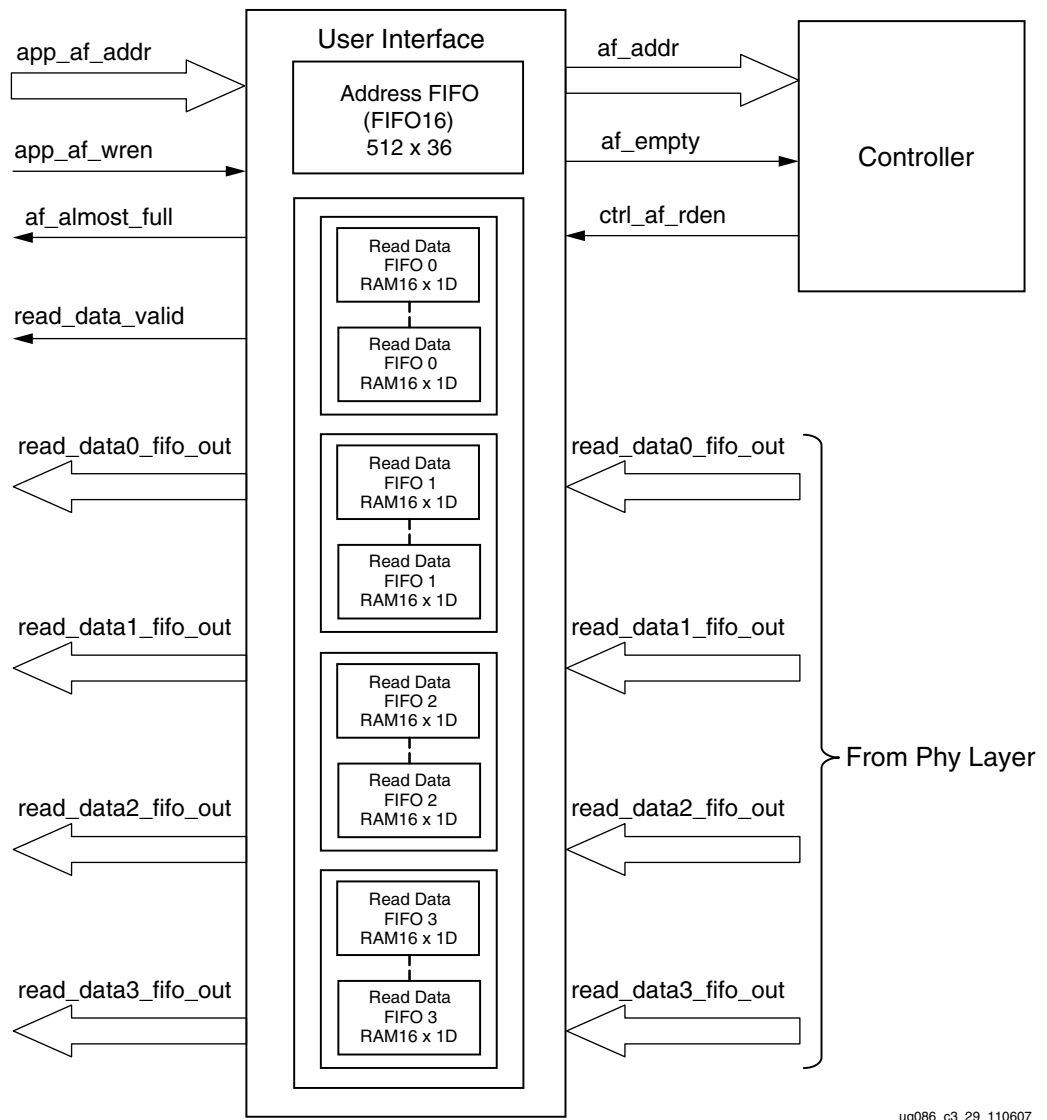 User Interface
app_af_addr
Address FIFO
(FIFO16)
512 x 36
af_addr
app_af_wren
af_empty
Controller
af_almost_full
ctrl_af_rden
read_data_valid
Read Data
FIFO 0
RAM16 x 1D
Read Data
FIFO 0
RAM16 x 1D
read_data0_fifo_out
Read Data
FIFO 1
RAM16 x 1D
read_data0_fifo_out
Read Data
FIFO 1
RAM16 x 1D
read_data1_fifo_out
read_data1_fifo_out
Read Data
FIFO 2
RAM16 x 1D
From Phy Layer
Read Data
FIFO 2
RAM16 x 1D
read_data2_fifo_out
read_data2_fifo_out
Read Data
FIFO 3
RAM16 x 1D
Read Data
FIFO 3
RAM16 x 1D
read_data3_fifo_out
read_data3_fifo_out
ug086_c3_29_110607